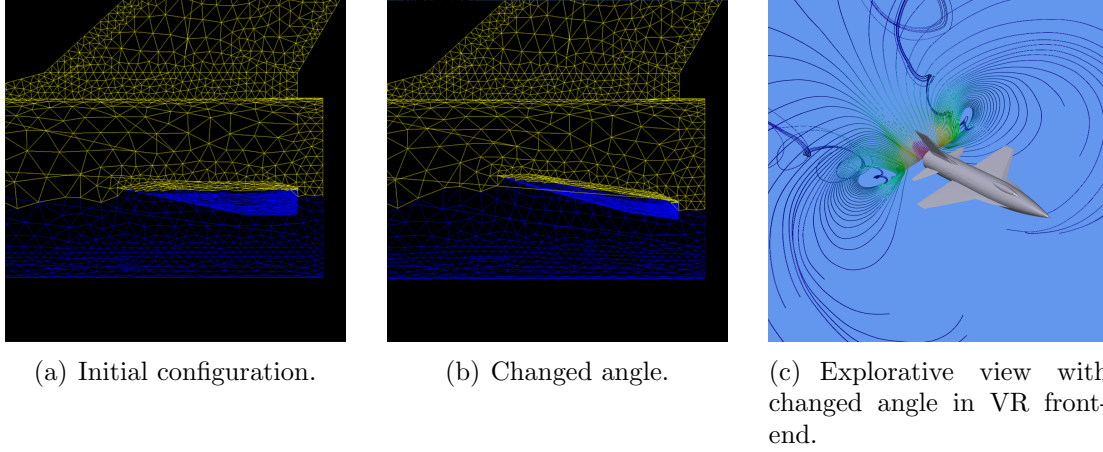 (a) Initial configuration.
(b) Changed angle.
(c) Explorative view with
changed angle in VR front-
end.